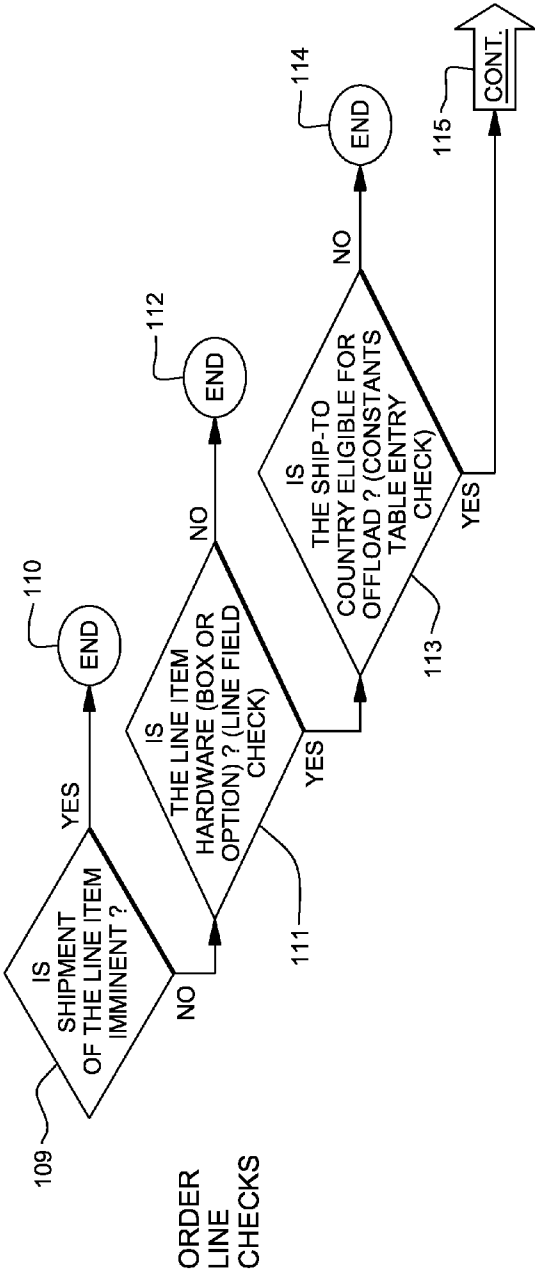 ORDER
LINE
CHECKS
109
IS
SHIPMENT
OF THE LINE ITEM
IMMINENT ?
YES
END
110
NO
111
IS
THE LINE ITEM
HARDWARE (BOX OR
OPTION) ? (LINE FIELD
CHECK)
NO
END
112
YES
113
IS
THE SHIP-TO
COUNTRY ELIGIBLE FOR
OFFLOAD ? (CONSTANTS
TABLE ENTRY
CHECK)
NO
END
114
YES
115
CONT.